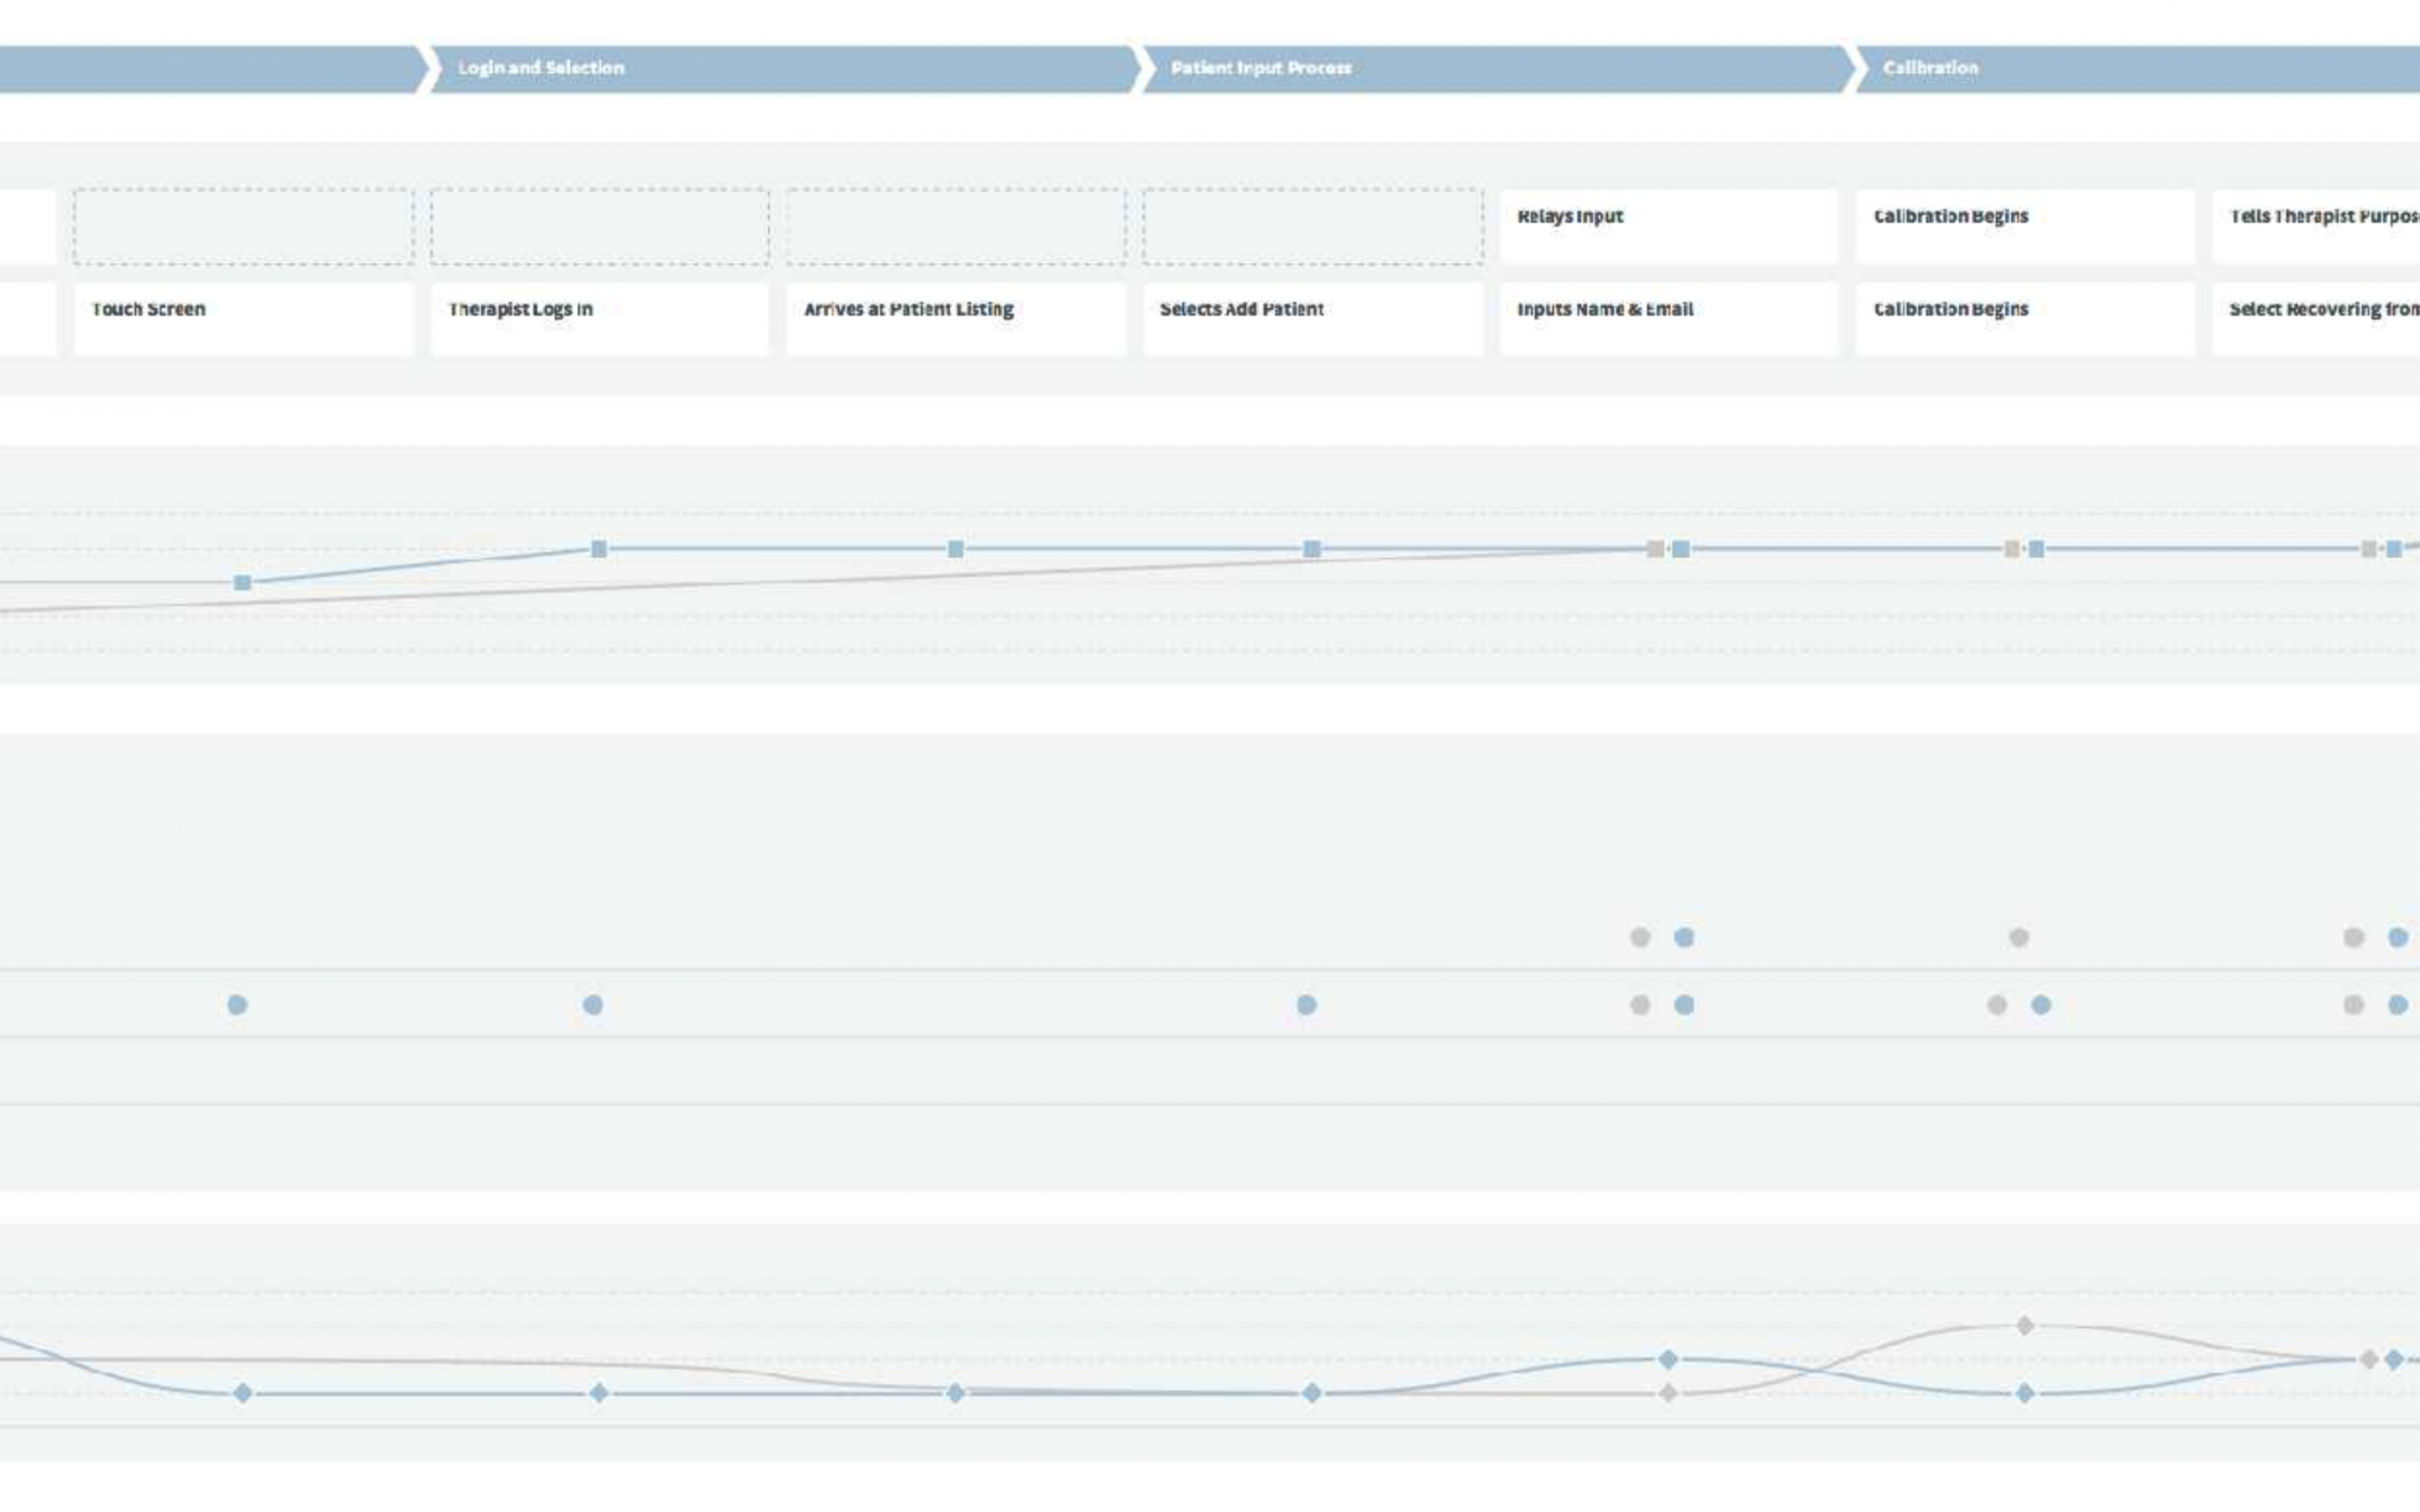 Login and Selection
Patient Input Process
Calibration
Relays Input
Calibration Begins
Tells Therapist Purpos
Touch Screen
Therapist Logs In
Arrives at Patient Listing
Selects Add Patient
Inputs Name & Email
Calibration Begins
Select Recovering from